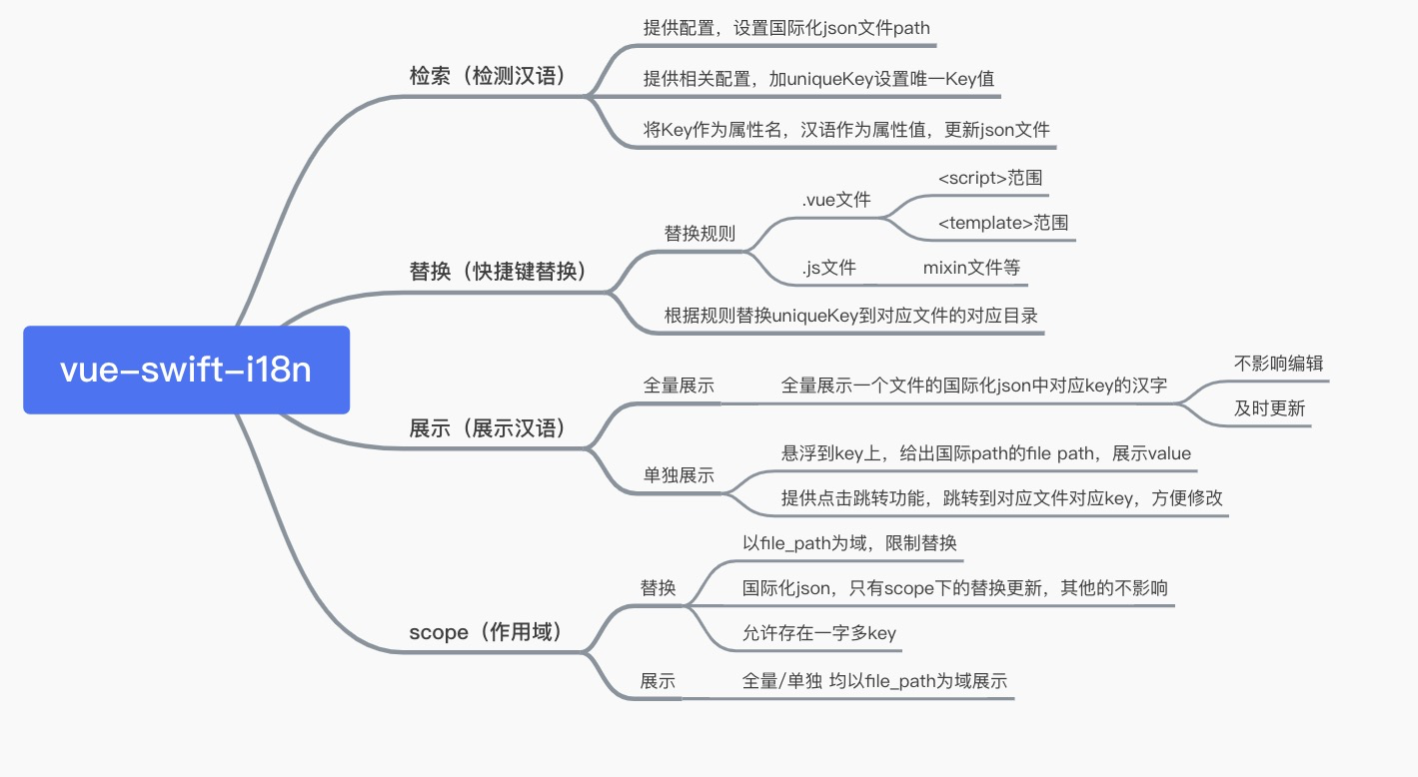 vue-swift-i18n
检索（检测汉语）
提供配置，设置国际化json文件path
提供相关配置，加uniqueKey设置唯一Key值
将Key作为属性名，汉语作为属性值，更新json文件
替换（快捷键替换）
替换规则
.vue文件
<script>范围
<template>范围
.js文件
mixin文件等
根据规则替换uniqueKey到对应文件的对应目录
展示（展示汉语）
全量展示
全量展示一个文件的国际化json中对应key的汉字
不影响编辑
及时更新
单独展示
悬浮到key上，给出国际path的file path，展示value
提供点击跳转功能，跳转到对应文件对应key，方便修改
scope（作用域）
替换
以file_path为域，限制替换
国际化json，只有scope下的替换更新，其他的不影响
允许存在一字多key
展示
全量/单独 均以file_path为域展示